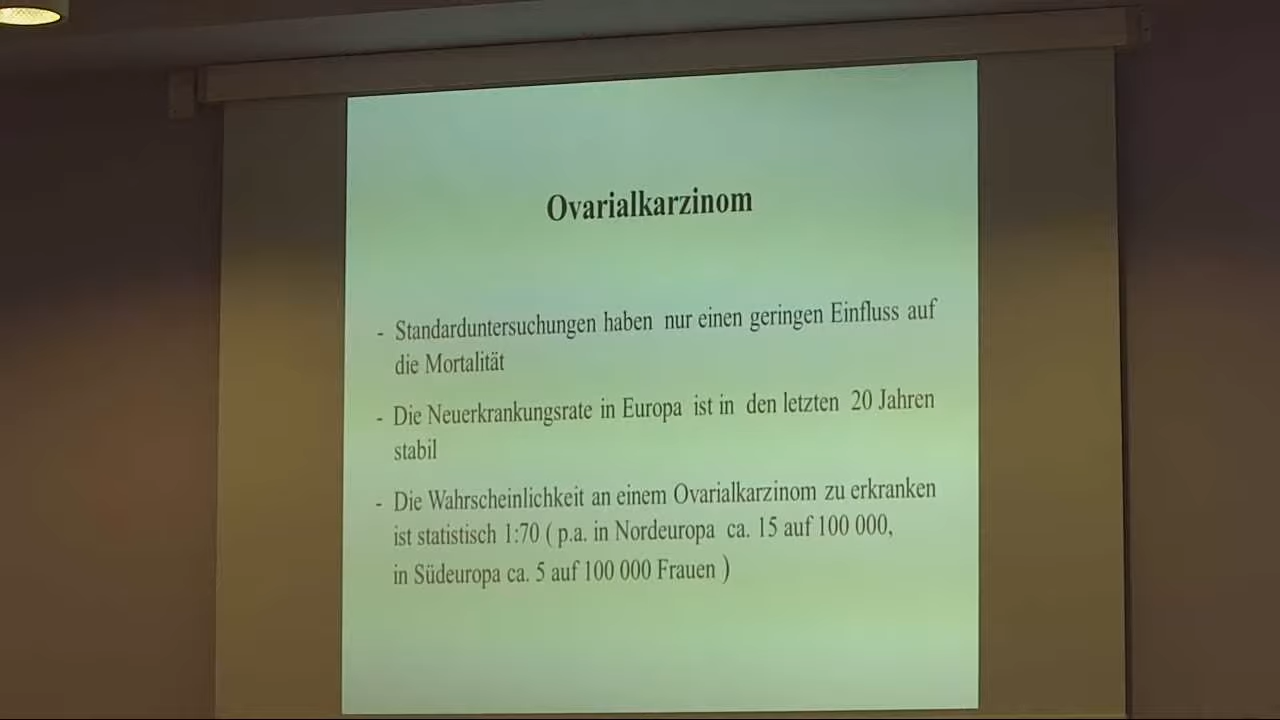 Ovarialkarzinom
- Standarduntersuchungen haben nur einen geringen Einfluss auf
die Mortalität
- Die Neuerkrankungsrate in Europa ist in den letzten 20 Jahren
stabil
- Die Wahrscheinlichkeit an einem Ovarialkarzinom zu erkranken
ist statistisch 1:70 ( p.a. in Nordeuropa ca. 15 auf 100 000,
in Südeuropa ca. 5 auf 100 000 Frauen )